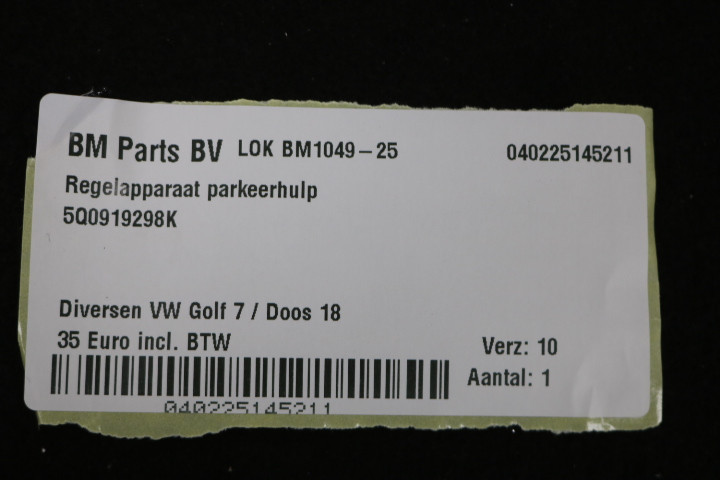 BM Parts BV LOK BM1049-25 040225145211
Regelapparaat parkeerhulp
5Q0919298K
Diversen VW Golf 7 / Doos 18
35 Euro incl. BTW Verz: 10
Aantal: 1
040225145211